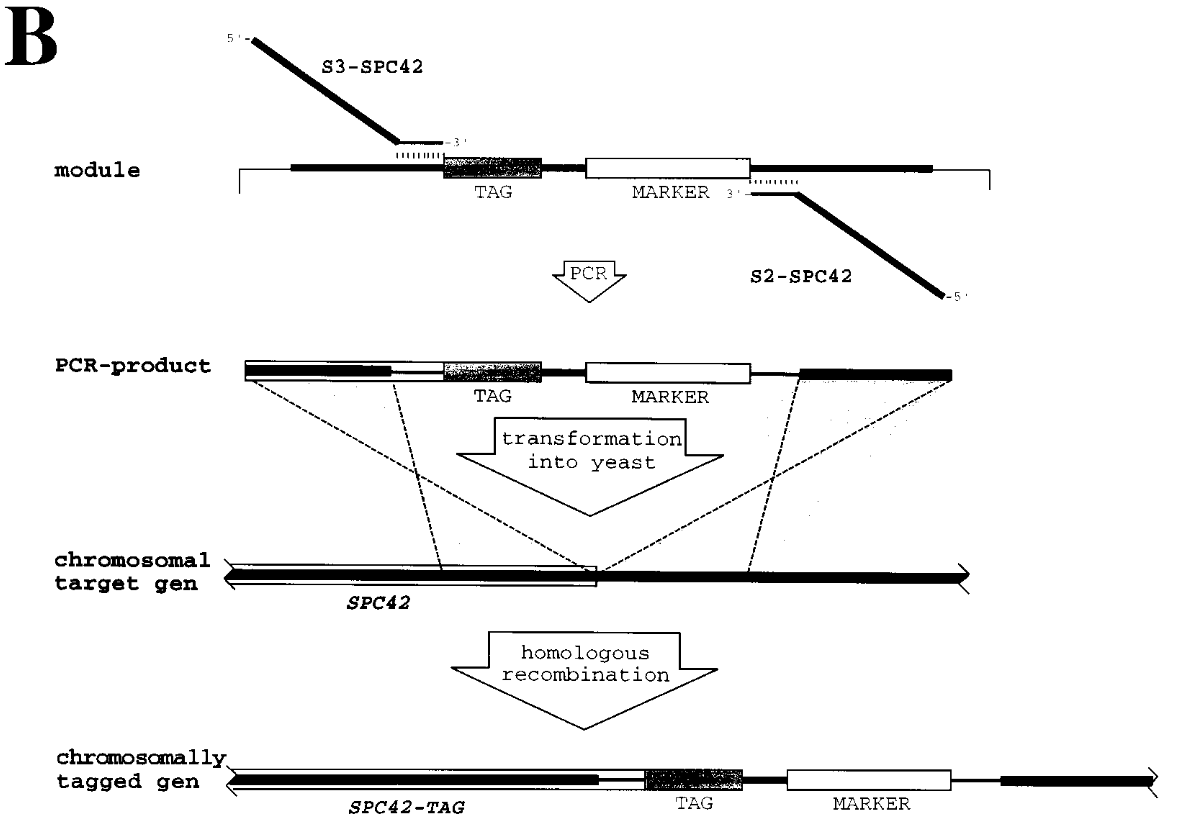 B
5'-
S3-SPC42
-3'
module
TAG
MARKER
3'-
PCR
S2-SPC42
-5'
PCR-product
TAG
MARKER
transformation
into yeast
chromosomal
target gen
SPC42
homologous
recombination
chromosomally
tagged gen
SPC42-TAG
TAG
MARKER